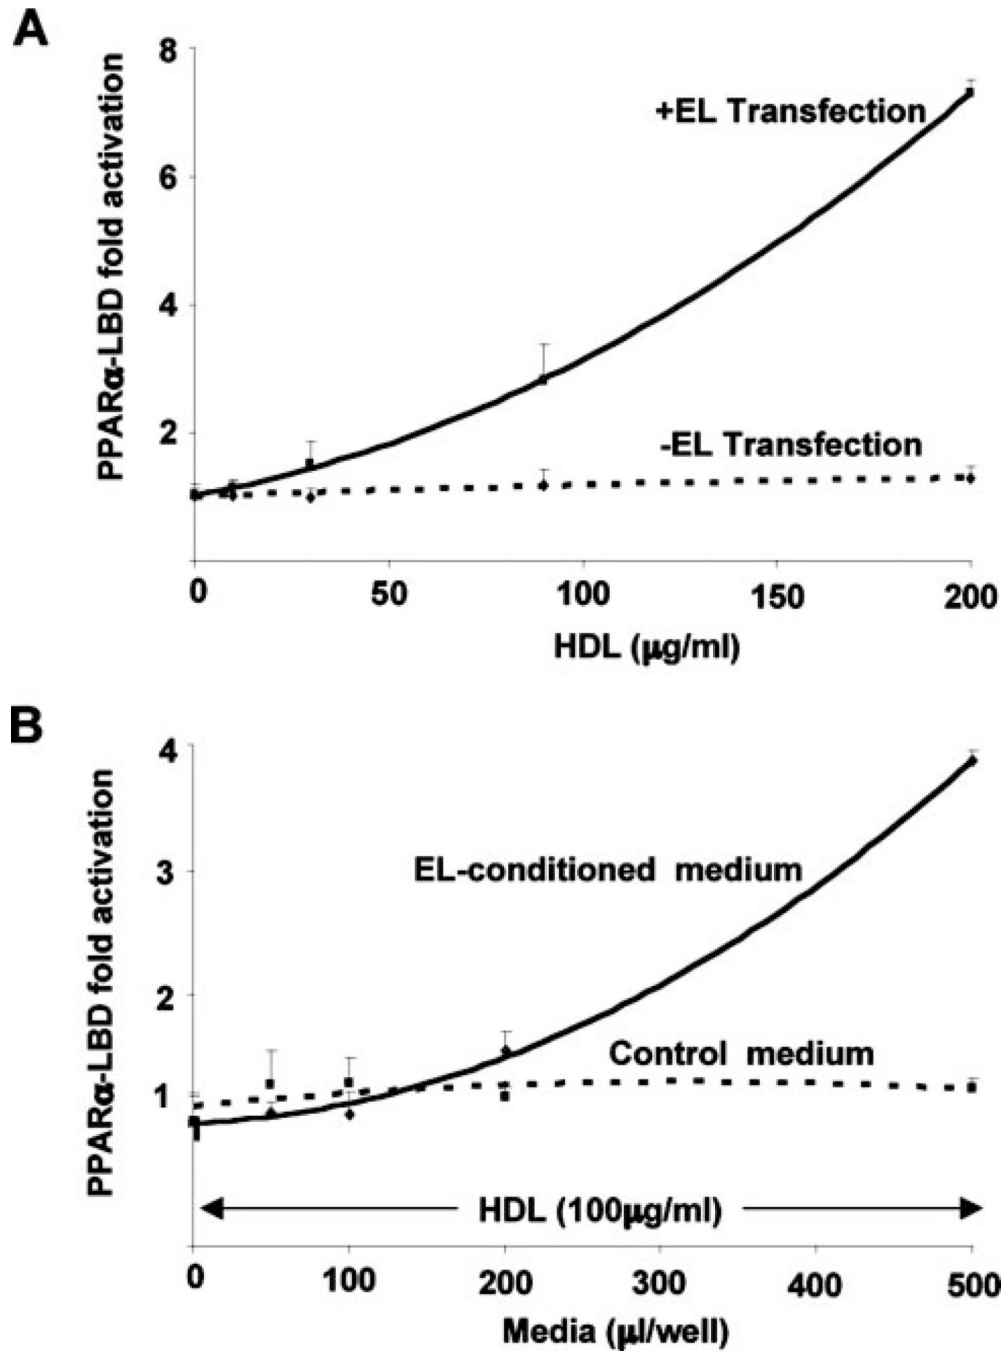 A
PPARα-LBD fold activation
8
6
4
2
+EL Transfection
-EL Transfection
0 50 100 150 200
HDL (μg/ml)
B
PPARα-LBD fold activation
4
3
2
1
EL-conditioned medium
Control medium
HDL (100μg/ml)
0 100 200 300 400 500
Media (μl/well)